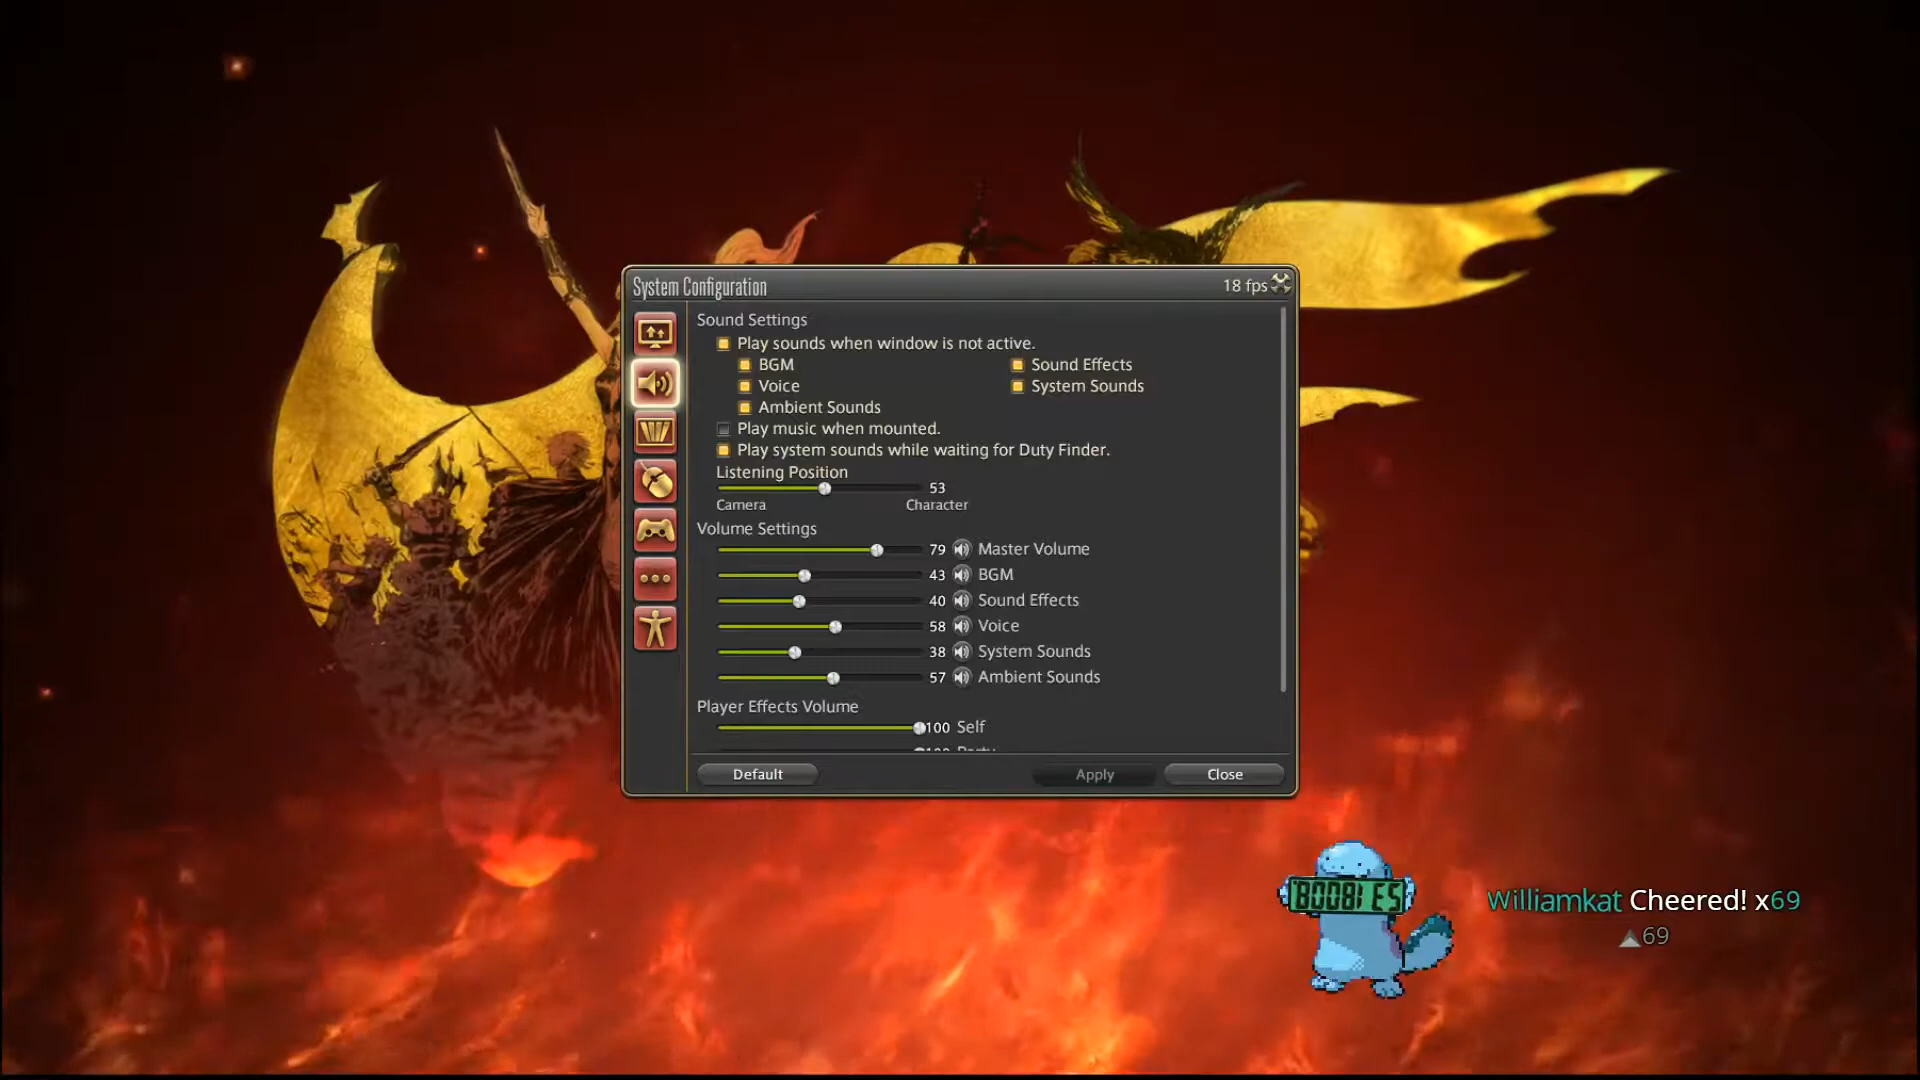 System Configuration
18 fps
Sound Settings
Play sounds when window is not active.
BGM
Sound Effects
Voice
System Sounds
Ambient Sounds
Play music when mounted.
Play system sounds while waiting for Duty Finder.
Listening Position
53
Camera
Character
Volume Settings
79 Master Volume
43 BGM
40 Sound Effects
58 Voice
38 System Sounds
57 Ambient Sounds
Player Effects Volume
100 Self
100 Party
Default
Apply
Close
BOOBIES
Williamkat Cheered! x69
69